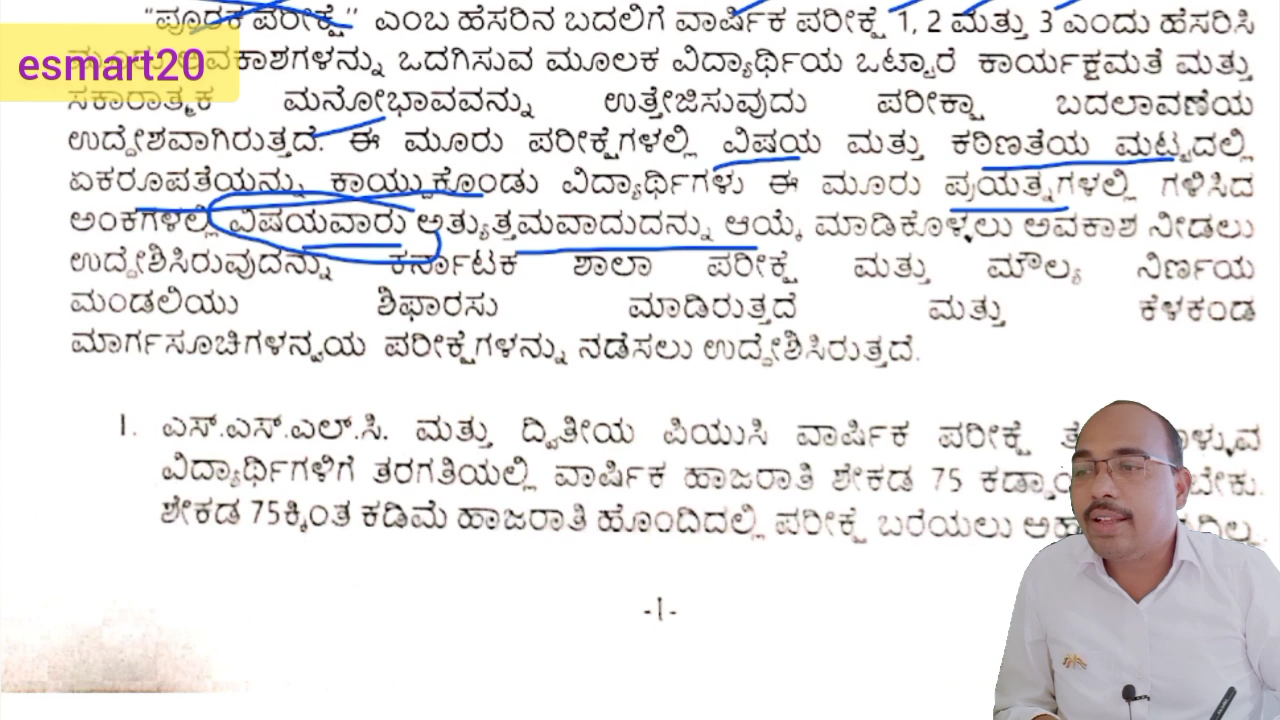 "ಪೂರಕ ಪರೀಕ್ಷೆ" ಎಂಬ ಹೆಸರಿನ ಬದಲಿಗೆ ವಾರ್ಷಿಕ ಪರೀಕ್ಷೆ 1, 2 ಮತ್ತು 3 ಎಂದು ಹೆಸರಿಸಿ
esmart20
ಅವಕಾಶಗಳನ್ನು ಒದಗಿಸುವ ಮೂಲಕ ವಿದ್ಯಾರ್ಥಿಯ ಒಟ್ಟಾರೆ ಕಾರ್ಯಕ್ಷಮತೆ ಮತ್ತು
ಸಕಾರಾತ್ಮಕ ಮನೋಭಾವವನ್ನು ಉತ್ತೇಜಿಸುವುದು ಪರೀಕ್ಷಾ ಬದಲಾವಣೆಯ
ಉದ್ದೇಶವಾಗಿರುತ್ತದೆ. ಈ ಮೂರು ಪರೀಕ್ಷೆಗಳಲ್ಲಿ ವಿಷಯ ಮತ್ತು ಕಠಿಣತೆಯ ಮಟ್ಟದಲ್ಲಿ
ಏಕರೂಪತೆಯನ್ನು ಕಾಯ್ದುಕೊಂಡು ವಿದ್ಯಾರ್ಥಿಗಳು ಈ ಮೂರು ಪ್ರಯತ್ನಗಳಲ್ಲಿ ಗಳಿಸಿದ
ಅಂಕಗಳಲ್ಲಿ ವಿಷಯವಾರು ಅತ್ಯುತ್ತಮವಾದುದನ್ನು ಆಯ್ಕೆ ಮಾಡಿಕೊಳ್ಳಲು ಅವಕಾಶ ನೀಡಲು
ಉದ್ದೇಶಿಸಿರುವುದನ್ನು ಕರ್ನಾಟಕ ಶಾಲಾ ಪರೀಕ್ಷೆ ಮತ್ತು ಮೌಲ್ಯ ನಿರ್ಣಯ
ಮಂಡಲಿಯು ಶಿಫಾರಸು ಮಾಡಿರುತ್ತದೆ ಮತ್ತು ಕೆಳಕಂಡ
ಮಾರ್ಗಸೂಚಿಗಳನ್ವಯ ಪರೀಕ್ಷೆಗಳನ್ನು ನಡೆಸಲು ಉದ್ದೇಶಿಸಿರುತ್ತದೆ.
1. ಎಸ್.ಎಸ್.ಎಲ್.ಸಿ. ಮತ್ತು ದ್ವಿತೀಯ ಪಿಯುಸಿ ವಾರ್ಷಿಕ ಪರೀಕ್ಷೆ
ವಿದ್ಯಾರ್ಥಿಗಳಿಗೆ ತರಗತಿಯಲ್ಲಿ ವಾರ್ಷಿಕ ಹಾಜರಾತಿ ಶೇಕಡ 75
ಶೇಕಡ 75ಕ್ಕಿಂತ ಕಡಿಮೆ ಹಾಜರಾತಿ ಹೊಂದಿದಲ್ಲಿ ಪರೀಕ್ಷೆ ಬರೆಯಲು
-1-